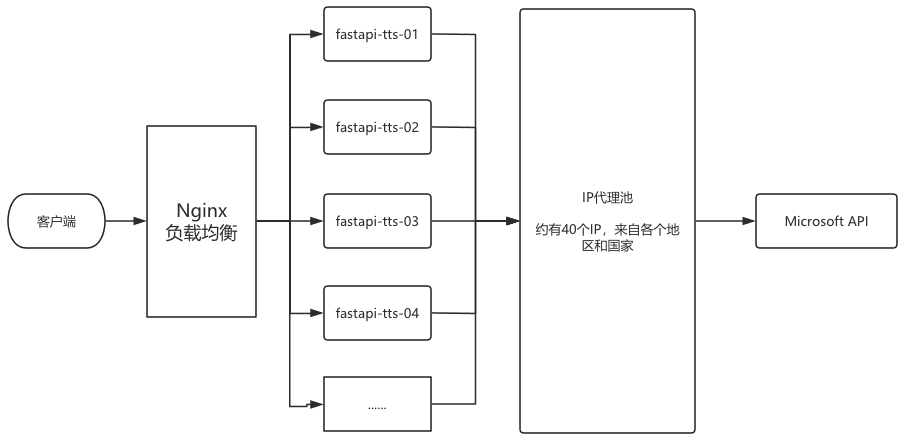 客户端
Nginx
负载均衡
fastapi-tts-01
fastapi-tts-02
fastapi-tts-03
fastapi-tts-04
......
IP代理池
约有40个IP，来自各个地
区和国家
Microsoft API